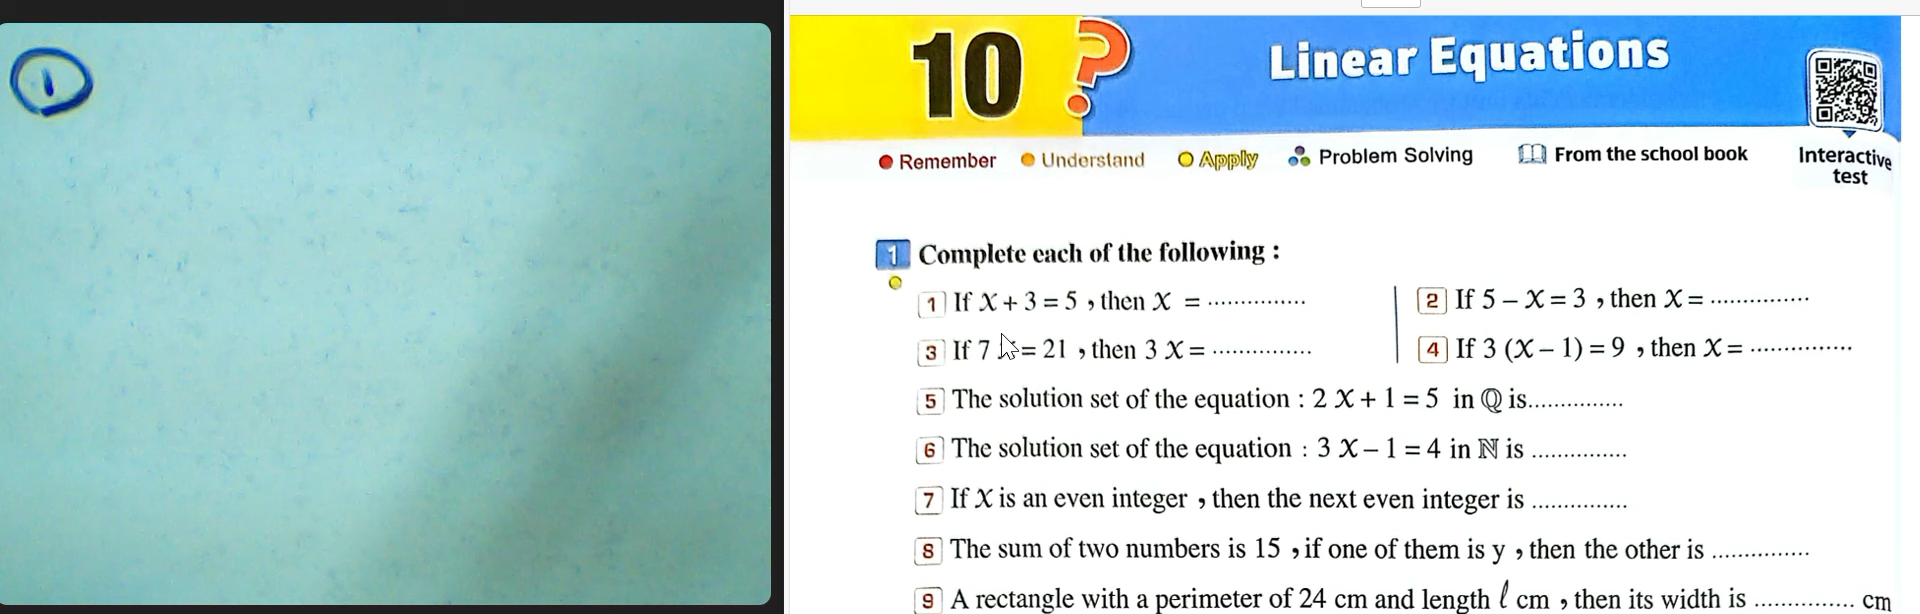 1
10 ? Linear Equations
Remember Understand Apply Problem Solving From the school book Interactive test
1 Complete each of the following :
1 If X + 3 = 5 , then X = ...............
2 If 5 – X = 3 , then X = ...............
3 If 7 X = 21 , then 3 X = ...............
4 If 3 (X – 1) = 9 , then X = ...............
5 The solution set of the equation : 2 X + 1 = 5 in ℚ is...............
6 The solution set of the equation : 3 X – 1 = 4 in ℕ is ...............
7 If X is an even integer , then the next even integer is ...............
8 The sum of two numbers is 15 , if one of them is y , then the other is ...............
9 A rectangle with a perimeter of 24 cm and length ℓ cm , then its width is ............... cm